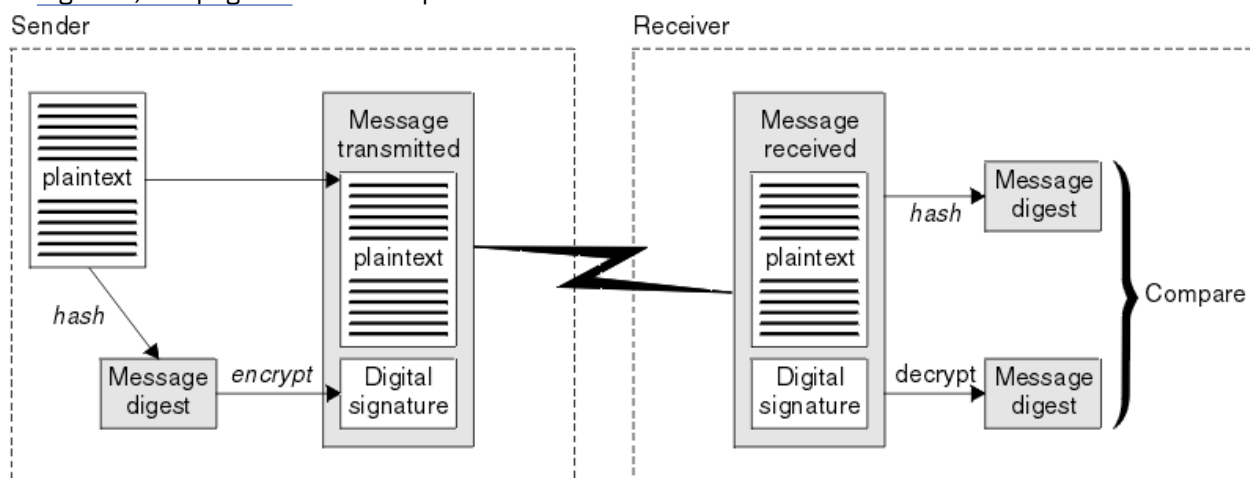 Sender
Receiver
plaintext
hash
Message
digest
encrypt
Message
transmitted
plaintext
Digital
signature
Message
received
plaintext
Digital
signature
hash
Message
digest
decrypt
Message
digest
Compare